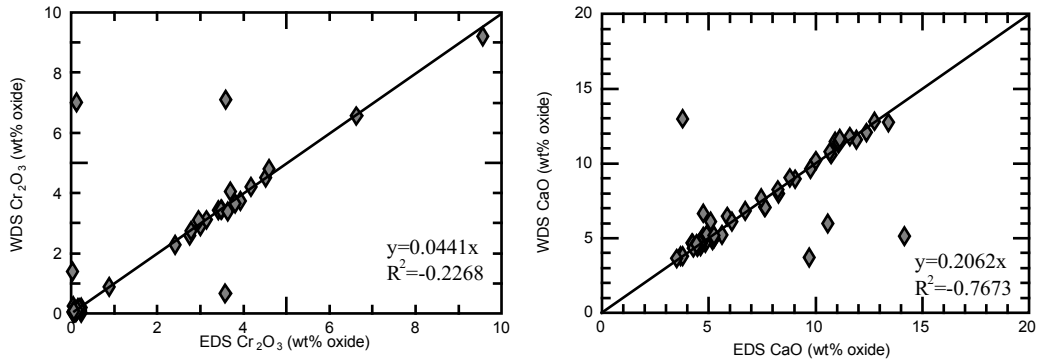 10
8
6
4
2
0
WDS Cr₂O₃ (wt% oxide)
y=0.0441x
R²=-0.2268
0 2 4 6 8 10
EDS Cr₂O₃ (wt% oxide)
20
15
10
5
0
WDS CaO (wt% oxide)
y=0.2062x
R²=-0.7673
0 5 10 15 20
EDS CaO (wt% oxide)